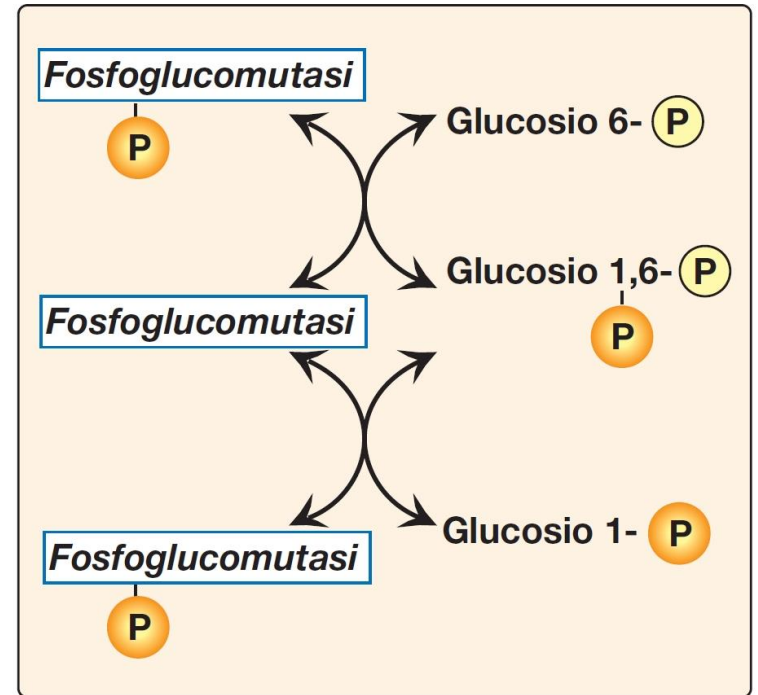 Fosfoglucomutasi
P
Glucosio 6- P
Glucosio 1,6- P
P
Fosfoglucomutasi
Glucosio 1- P
Fosfoglucomutasi
P